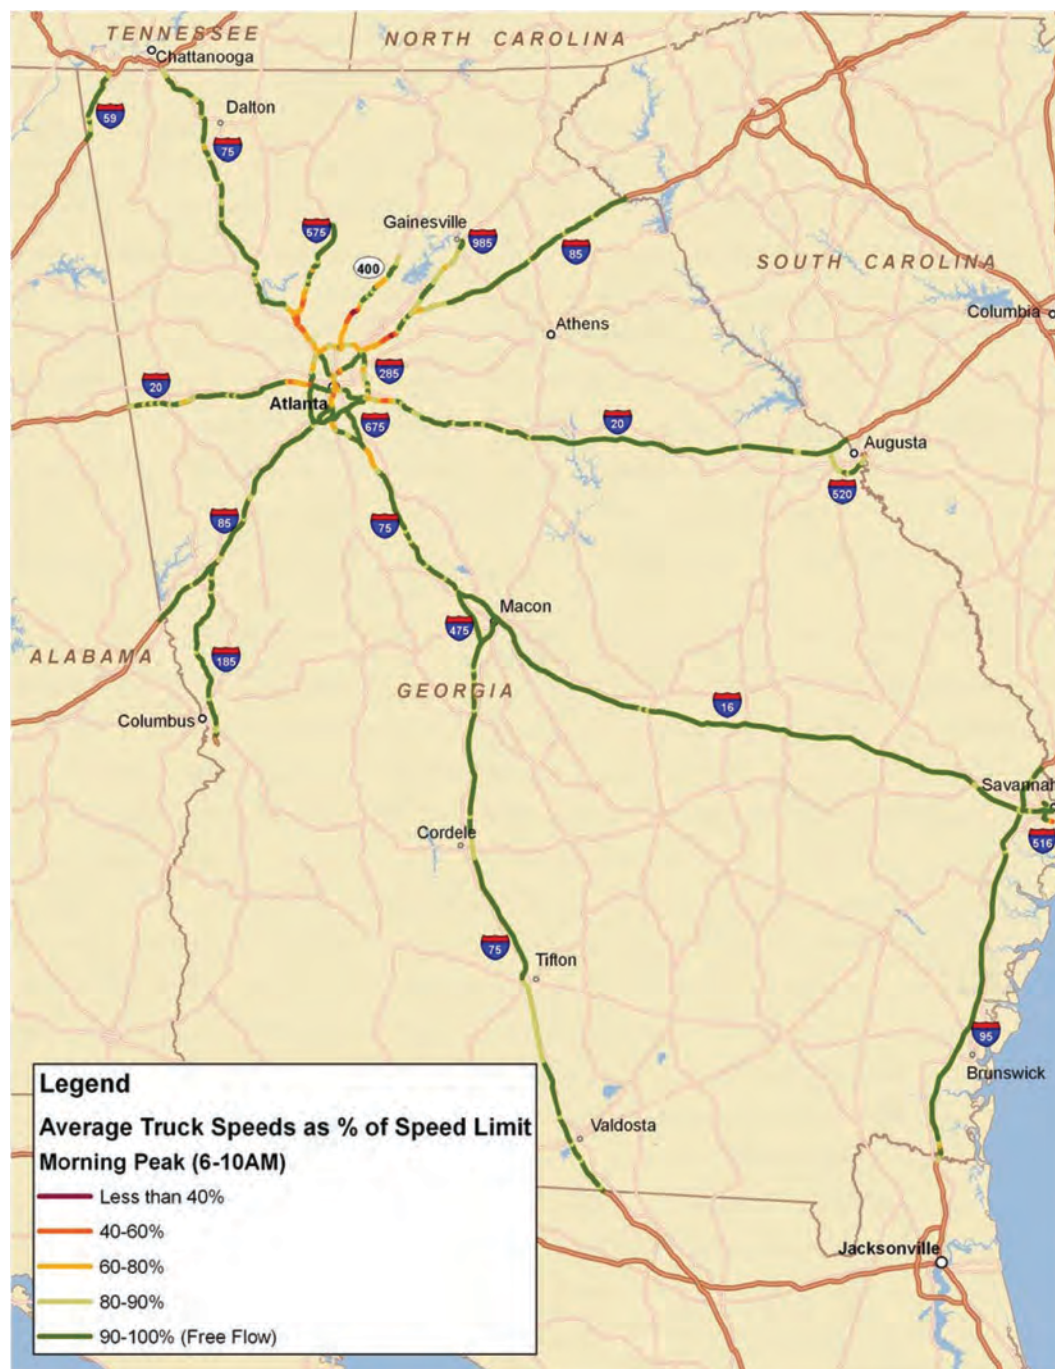 TENNESSEE
NORTH CAROLINA
Chattanooga
59
Dalton
75
575
Gainesville
985
400
85
SOUTH CAROLINA
Columbia
Athens
285
20
Atlanta
675
20
Augusta
520
85
75
Macon
475
ALABAMA
185
GEORGIA
Columbus
16
Savannah
516
Cordele
75
Tifton
95
Brunswick
Valdosta
Jacksonville
Legend
Average Truck Speeds as % of Speed Limit
Morning Peak (6-10AM)
Less than 40%
40-60%
60-80%
80-90%
90-100% (Free Flow)